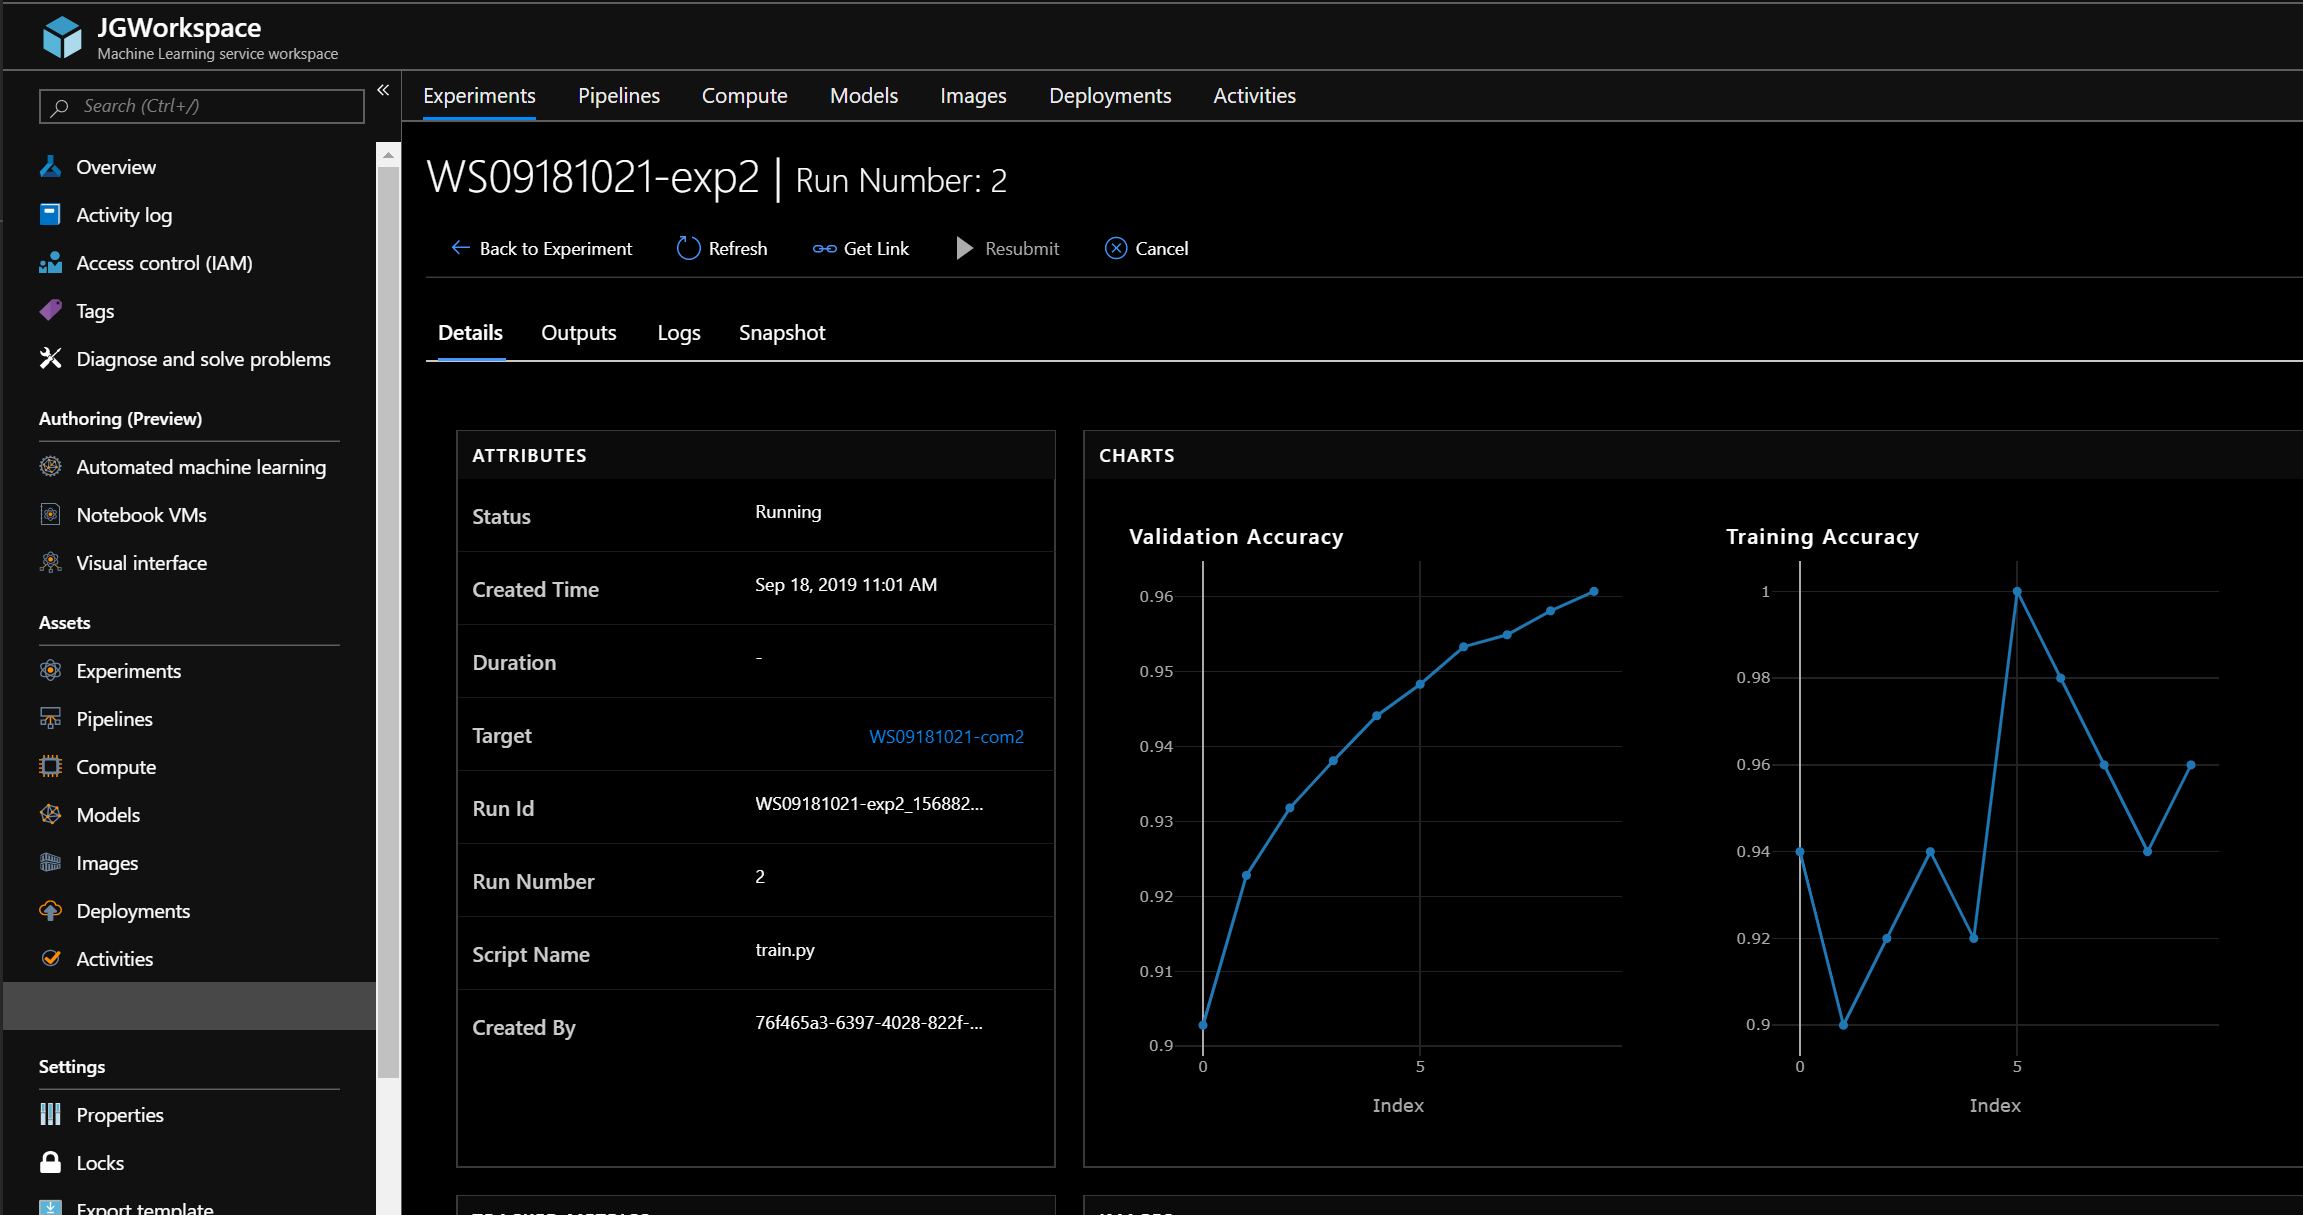 JGWorkspace
Machine Learning service workspace
Search (Ctrl+/)
«
Overview
Activity log
Access control (IAM)
Tags
Diagnose and solve problems
Authoring (Preview)
Automated machine learning
Notebook VMs
Visual interface
Assets
Experiments
Pipelines
Compute
Models
Images
Deployments
Activities
Settings
Properties
Locks
Export template
Experiments Pipelines Compute Models Images Deployments Activities
WS09181021-exp2 | Run Number: 2
Back to Experiment Refresh Get Link Resubmit Cancel
Details Outputs Logs Snapshot
ATTRIBUTES
Status Running
Created Time Sep 18, 2019 11:01 AM
Duration -
Target WS09181021-com2
Run Id WS09181021-exp2_156882...
Run Number 2
Script Name train.py
Created By 76f465a3-6397-4028-822f-...
TRACKED METRICS
CHARTS
Validation Accuracy
0.96
0.95
0.94
0.93
0.92
0.91
0.9
0 5
Index
Training Accuracy
1
0.98
0.96
0.94
0.92
0.9
0 5
Index
IMAGES